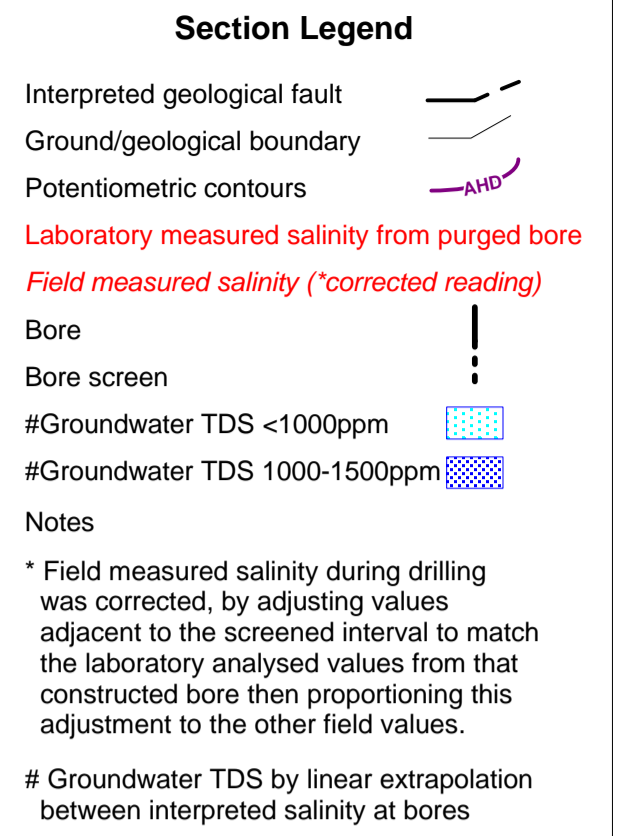 Section Legend
Interpreted geological fault
Ground/geological boundary
Potentiometric contours
AHD
Laboratory measured salinity from purged bore
Field measured salinity (*corrected reading)
Bore
Bore screen
#Groundwater TDS <1000ppm
#Groundwater TDS 1000-1500ppm
Notes
* Field measured salinity during drilling
was corrected, by adjusting values
adjacent to the screened interval to match
the laboratory analysed values from that
constructed bore then proportioning this
adjustment to the other field values.
# Groundwater TDS by linear extrapolation
between interpreted salinity at bores